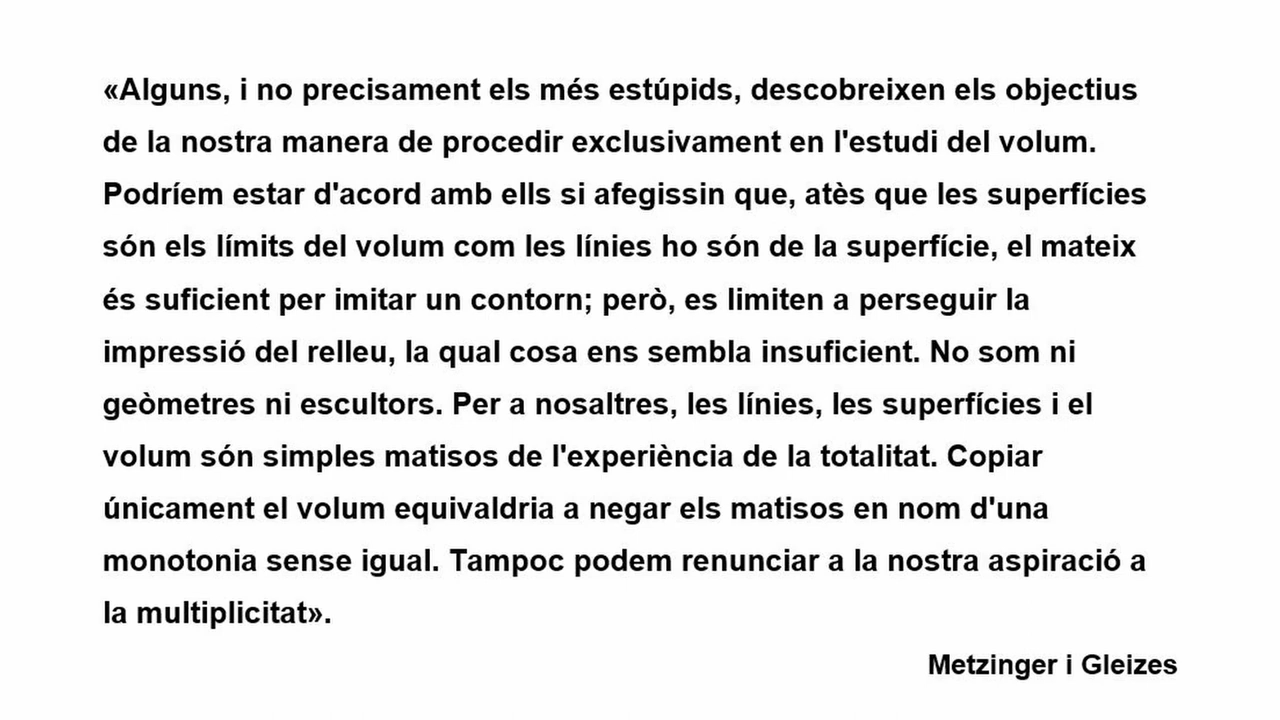 «Alguns, i no precisament els més estúpids, descobreixen els objectius
de la nostra manera de procedir exclusivament en l'estudi del volum.
Podríem estar d'acord amb ells si afegissin que, atès que les superfícies
són els límits del volum com les línies ho són de la superfície, el mateix
és suficient per imitar un contorn; però, es limiten a perseguir la
impressió del relleu, la qual cosa ens sembla insuficient. No som ni
geòmetres ni escultors. Per a nosaltres, les línies, les superfícies i el
volum són simples matisos de l'experiència de la totalitat. Copiar
únicament el volum equivaldria a negar els matisos en nom d'una
monotonia sense igual. Tampoc podem renunciar a la nostra aspiració a
la multiplicitat».
Metzinger i Gleizes